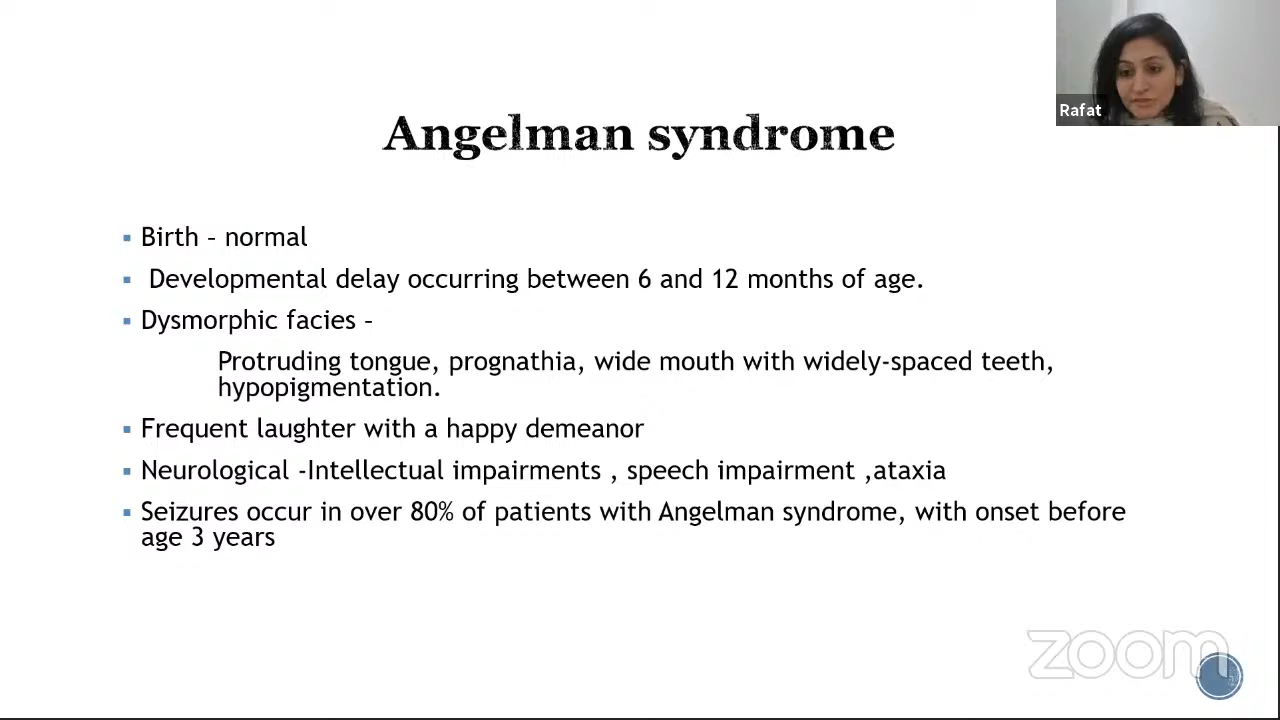 Rafat
Angelman syndrome
▪ Birth – normal
▪ Developmental delay occurring between 6 and 12 months of age.
▪ Dysmorphic facies –
Protruding tongue, prognathia, wide mouth with widely-spaced teeth,
hypopigmentation.
▪ Frequent laughter with a happy demeanor
▪ Neurological -Intellectual impairments , speech impairment ,ataxia
▪ Seizures occur in over 80% of patients with Angelman syndrome, with onset before
age 3 years
zoom